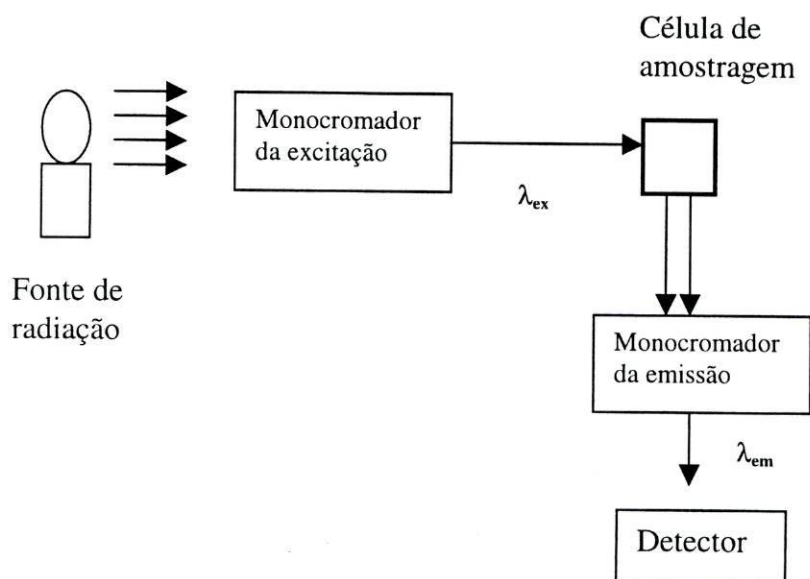 Célula de
amostragem
Monocromador
da excitação
λex
Fonte de
radiação
Monocromador
da emissão
λem
Detector